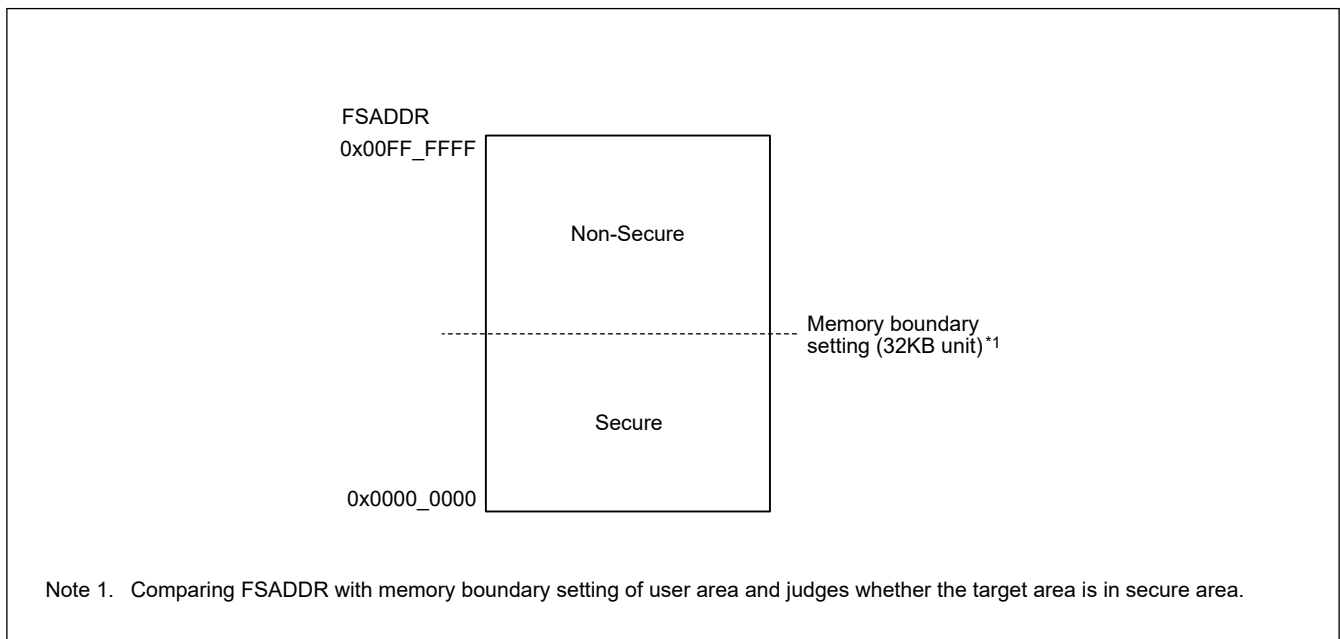 FSADDR
0x00FF_FFFF
Non-Secure
Memory boundary
setting (32KB unit)*1
Secure
0x0000_0000
Note 1. Comparing FSADDR with memory boundary setting of user area and judges whether the target area is in secure area.